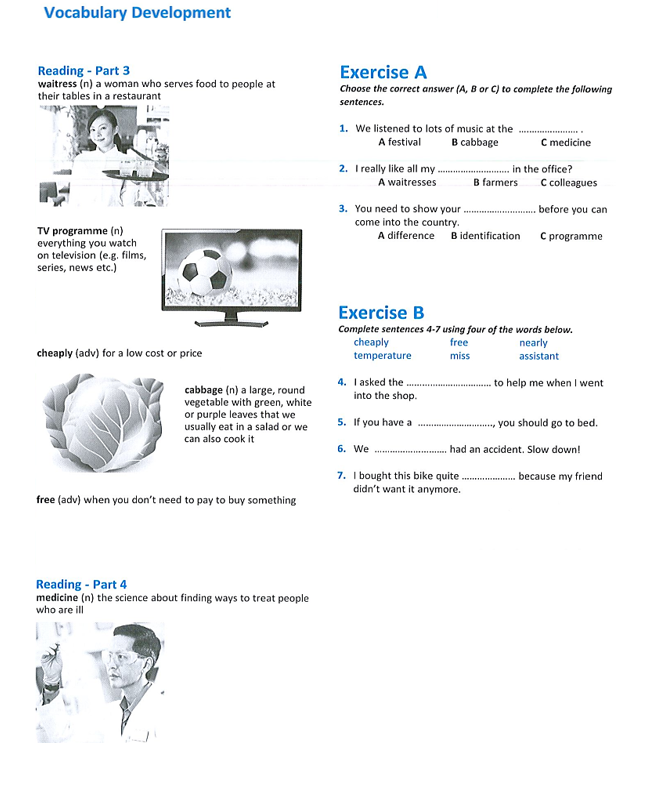 Vocabulary Development
Reading - Part 3
waitress (n) a woman who serves food to people at
their tables in a restaurant
TV programme (n)
everything you watch
on television (e.g. films,
series, news etc.)
cheaply (adv) for a low cost or price
cabbage (n) a large, round
vegetable with green, white
or purple leaves that we
usually eat in a salad or we
can also cook it
free (adv) when you don't need to pay to buy something
Reading - Part 4
medicine (n) the science about finding ways to treat people
who are ill
Exercise A
Choose the correct answer (A, B or C) to complete the following
sentences.
1. We listened to lots of music at the ...................... .
A festival B cabbage C medicine
2. I really like all my .......................... in the office?
A waitresses B farmers C colleagues
3. You need to show your .......................... before you can
come into the country.
A difference B identification C programme
Exercise B
Complete sentences 4-7 using four of the words below.
cheaply free nearly
temperature miss assistant
4. I asked the ............................... to help me when I went
into the shop.
5. If you have a ..........................., you should go to bed.
6. We .......................... had an accident. Slow down!
7. I bought this bike quite .................... because my friend
didn't want it anymore.